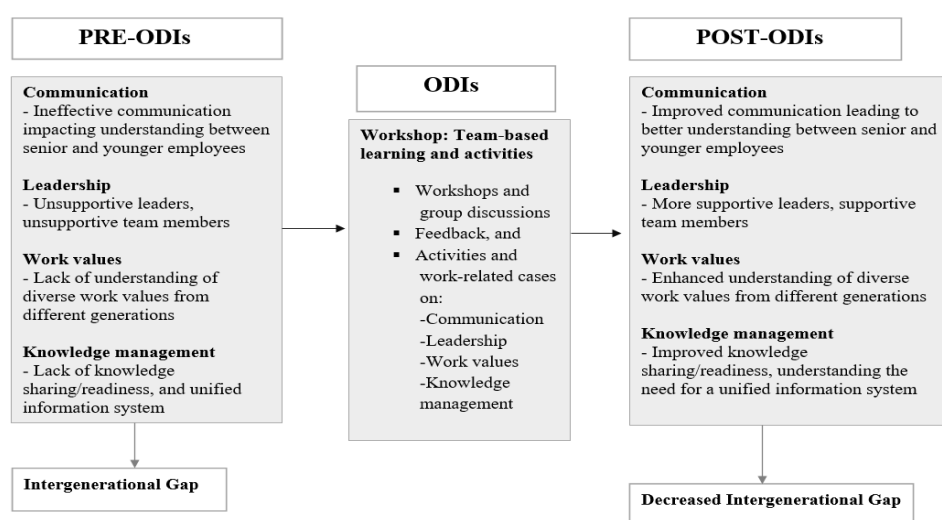 PRE-ODIs
Communication
- Ineffective communication
impacting understanding between
senior and younger employees
Leadership
- Unsupportive leaders,
unsupportive team members
Work values
- Lack of understanding of
diverse work values from
different generations
Knowledge management
- Lack of knowledge
sharing/readiness, and unified
information system
Intergenerational Gap
ODIs
Workshop: Team-based
learning and activities
▪ Workshops and
group discussions
▪ Feedback, and
▪ Activities and
work-related cases
on:
-Communication
-Leadership
-Work values
-Knowledge
management
POST-ODIs
Communication
- Improved communication leading to
better understanding between senior and
younger employees
Leadership
- More supportive leaders, supportive
team members
Work values
- Enhanced understanding of diverse
work values from different generations
Knowledge management
- Improved knowledge
sharing/readiness, understanding the
need for a unified information system
Decreased Intergenerational Gap